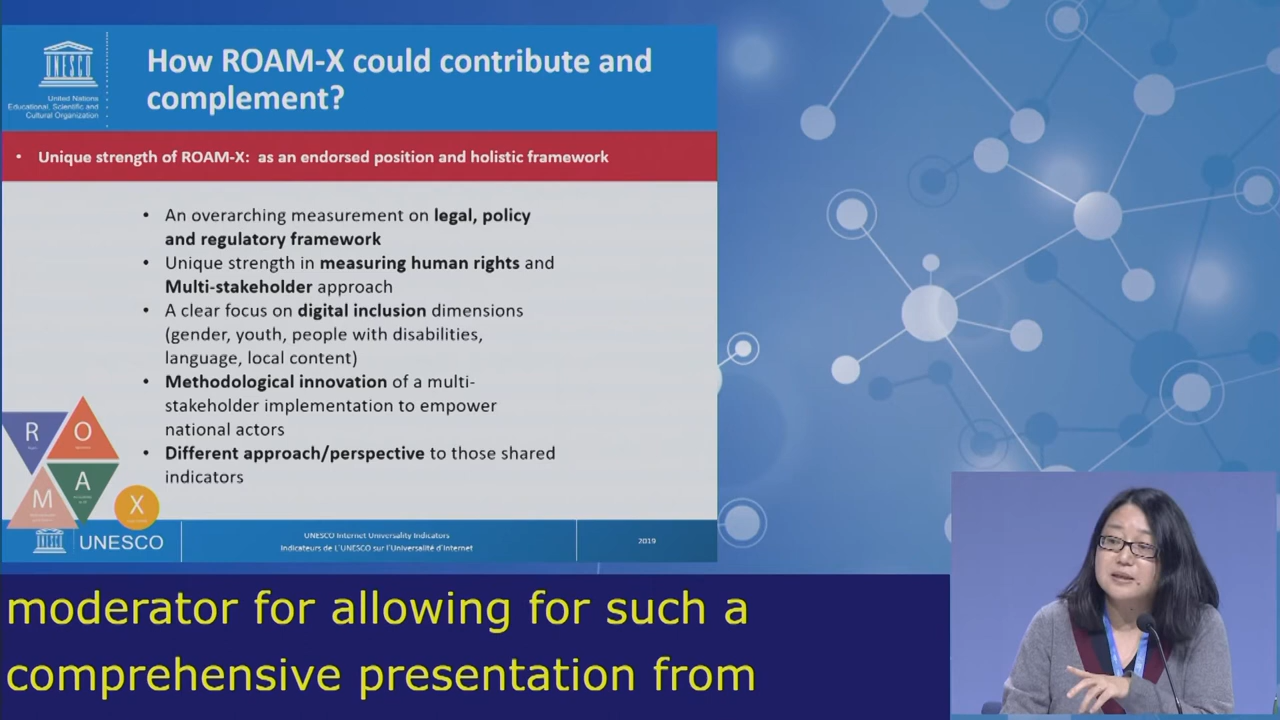 UNESCO
United Nations
Educational, Scientific and
Cultural Organization
How ROAM-X could contribute and
complement?
• Unique strength of ROAM-X: as an endorsed position and holistic framework
• An overarching measurement on legal, policy
and regulatory framework
• Unique strength in measuring human rights and
Multi-stakeholder approach
• A clear focus on digital inclusion dimensions
(gender, youth, people with disabilities,
language, local content)
• Methodological innovation of a multi-
stakeholder implementation to empower
national actors
• Different approach/perspective to those shared
indicators
R
O
A
M
X
UNESCO
UNESCO Internet Universality Indicators
Indicateurs de L'UNESCO sur l'Universalité d'Internet
2019
moderator for allowing for such a
comprehensive presentation from